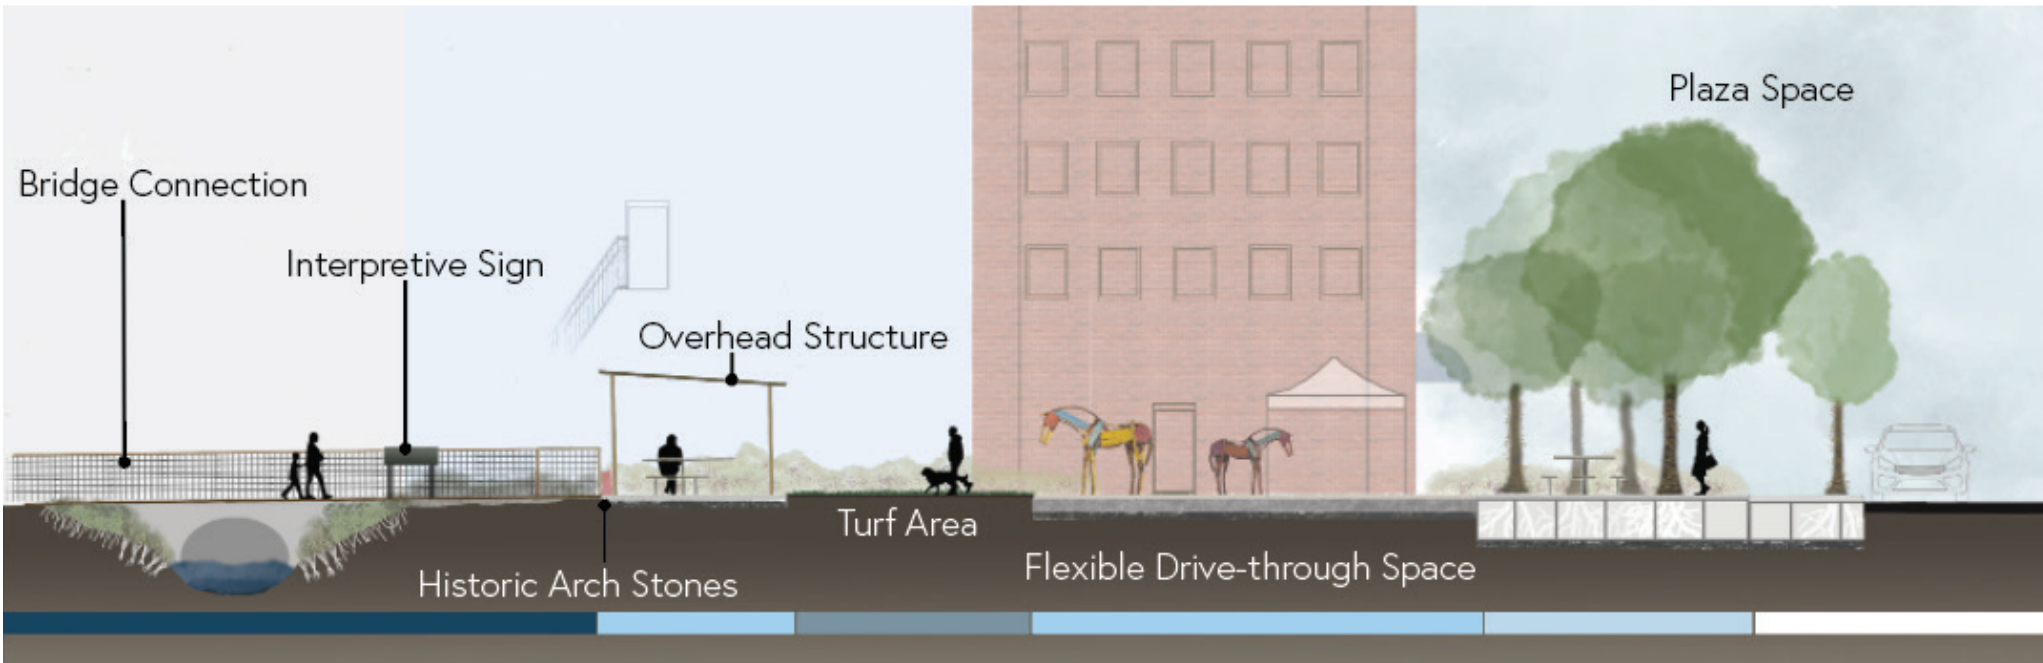 Plaza Space
Bridge Connection
Interpretive Sign
Overhead Structure
Turf Area
Flexible Drive-through Space
Historic Arch Stones